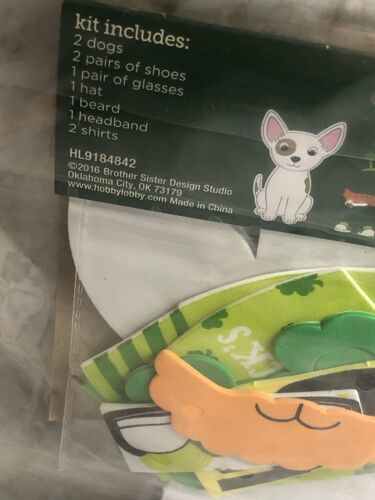 kit includes:
2 dogs
2 pairs of shoes
1 pair of glasses
1 hat
1 beard
1 headband
2 shirts
HL9184842
©2016 Brother Sister Design Studio
Oklahoma City, OK 73179
www.hobbylobby.com Made in China
K'S